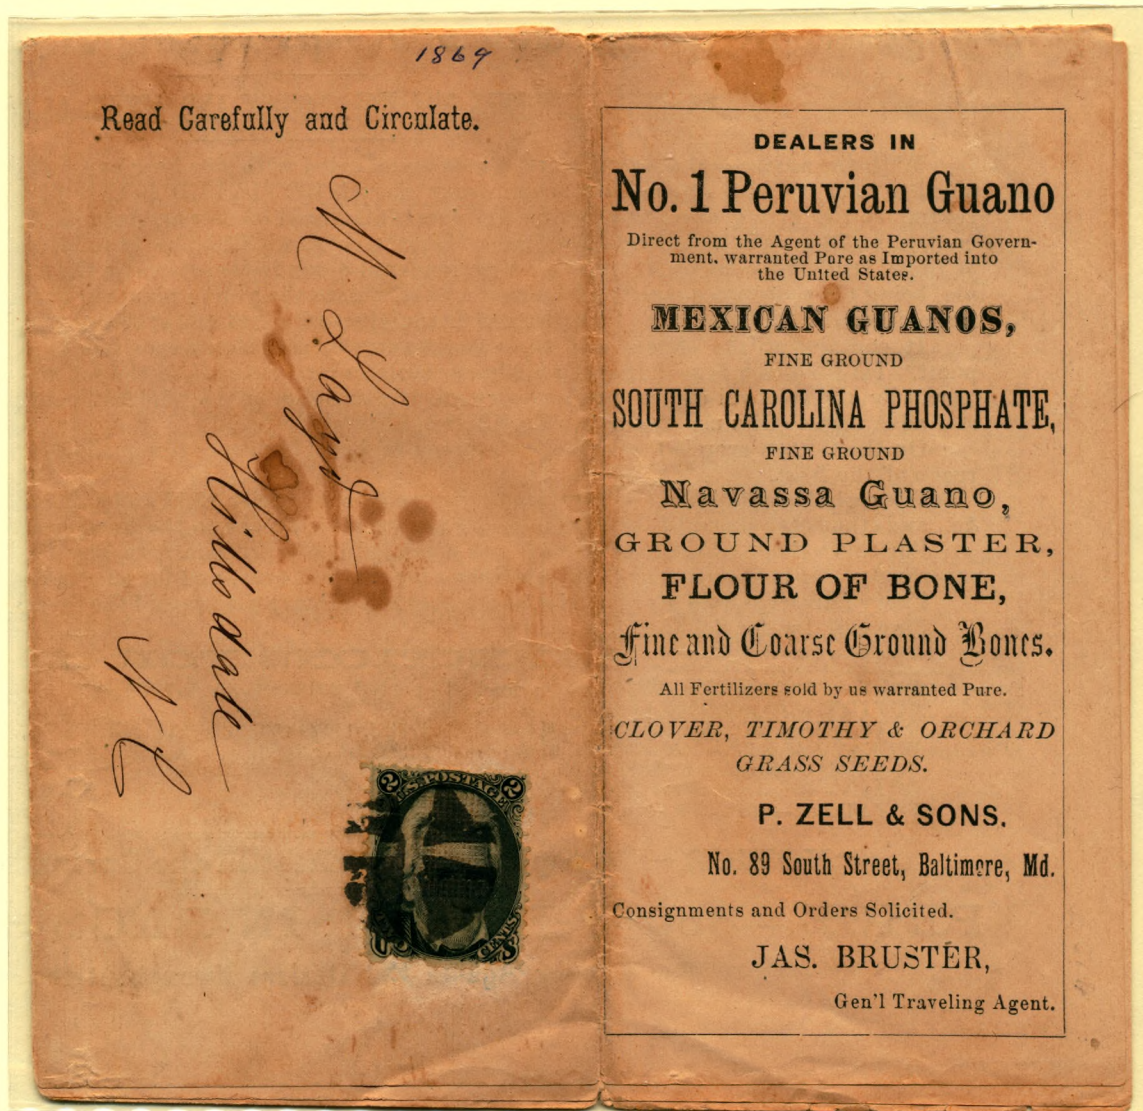 1869
Read Carefully and Circulate.
M. Loyd
Hillsdale
N C
2 U.S. POSTAGE 2
CENTS
DEALERS IN
No. 1 Peruvian Guano
Direct from the Agent of the Peruvian Govern-
ment, warranted Pure as Imported into
the United States.
MEXICAN GUANOS,
FINE GROUND
SOUTH CAROLINA PHOSPHATE,
FINE GROUND
Navassa Guano,
GROUND PLASTER,
FLOUR OF BONE,
Fine and Coarse Ground Bones.
All Fertilizers sold by us warranted Pure.
CLOVER, TIMOTHY & ORCHARD
GRASS SEEDS.
P. ZELL & SONS.
No. 89 South Street, Baltimore, Md.
Consignments and Orders Solicited.
JAS. BRUSTER,
Gen'l Traveling Agent.